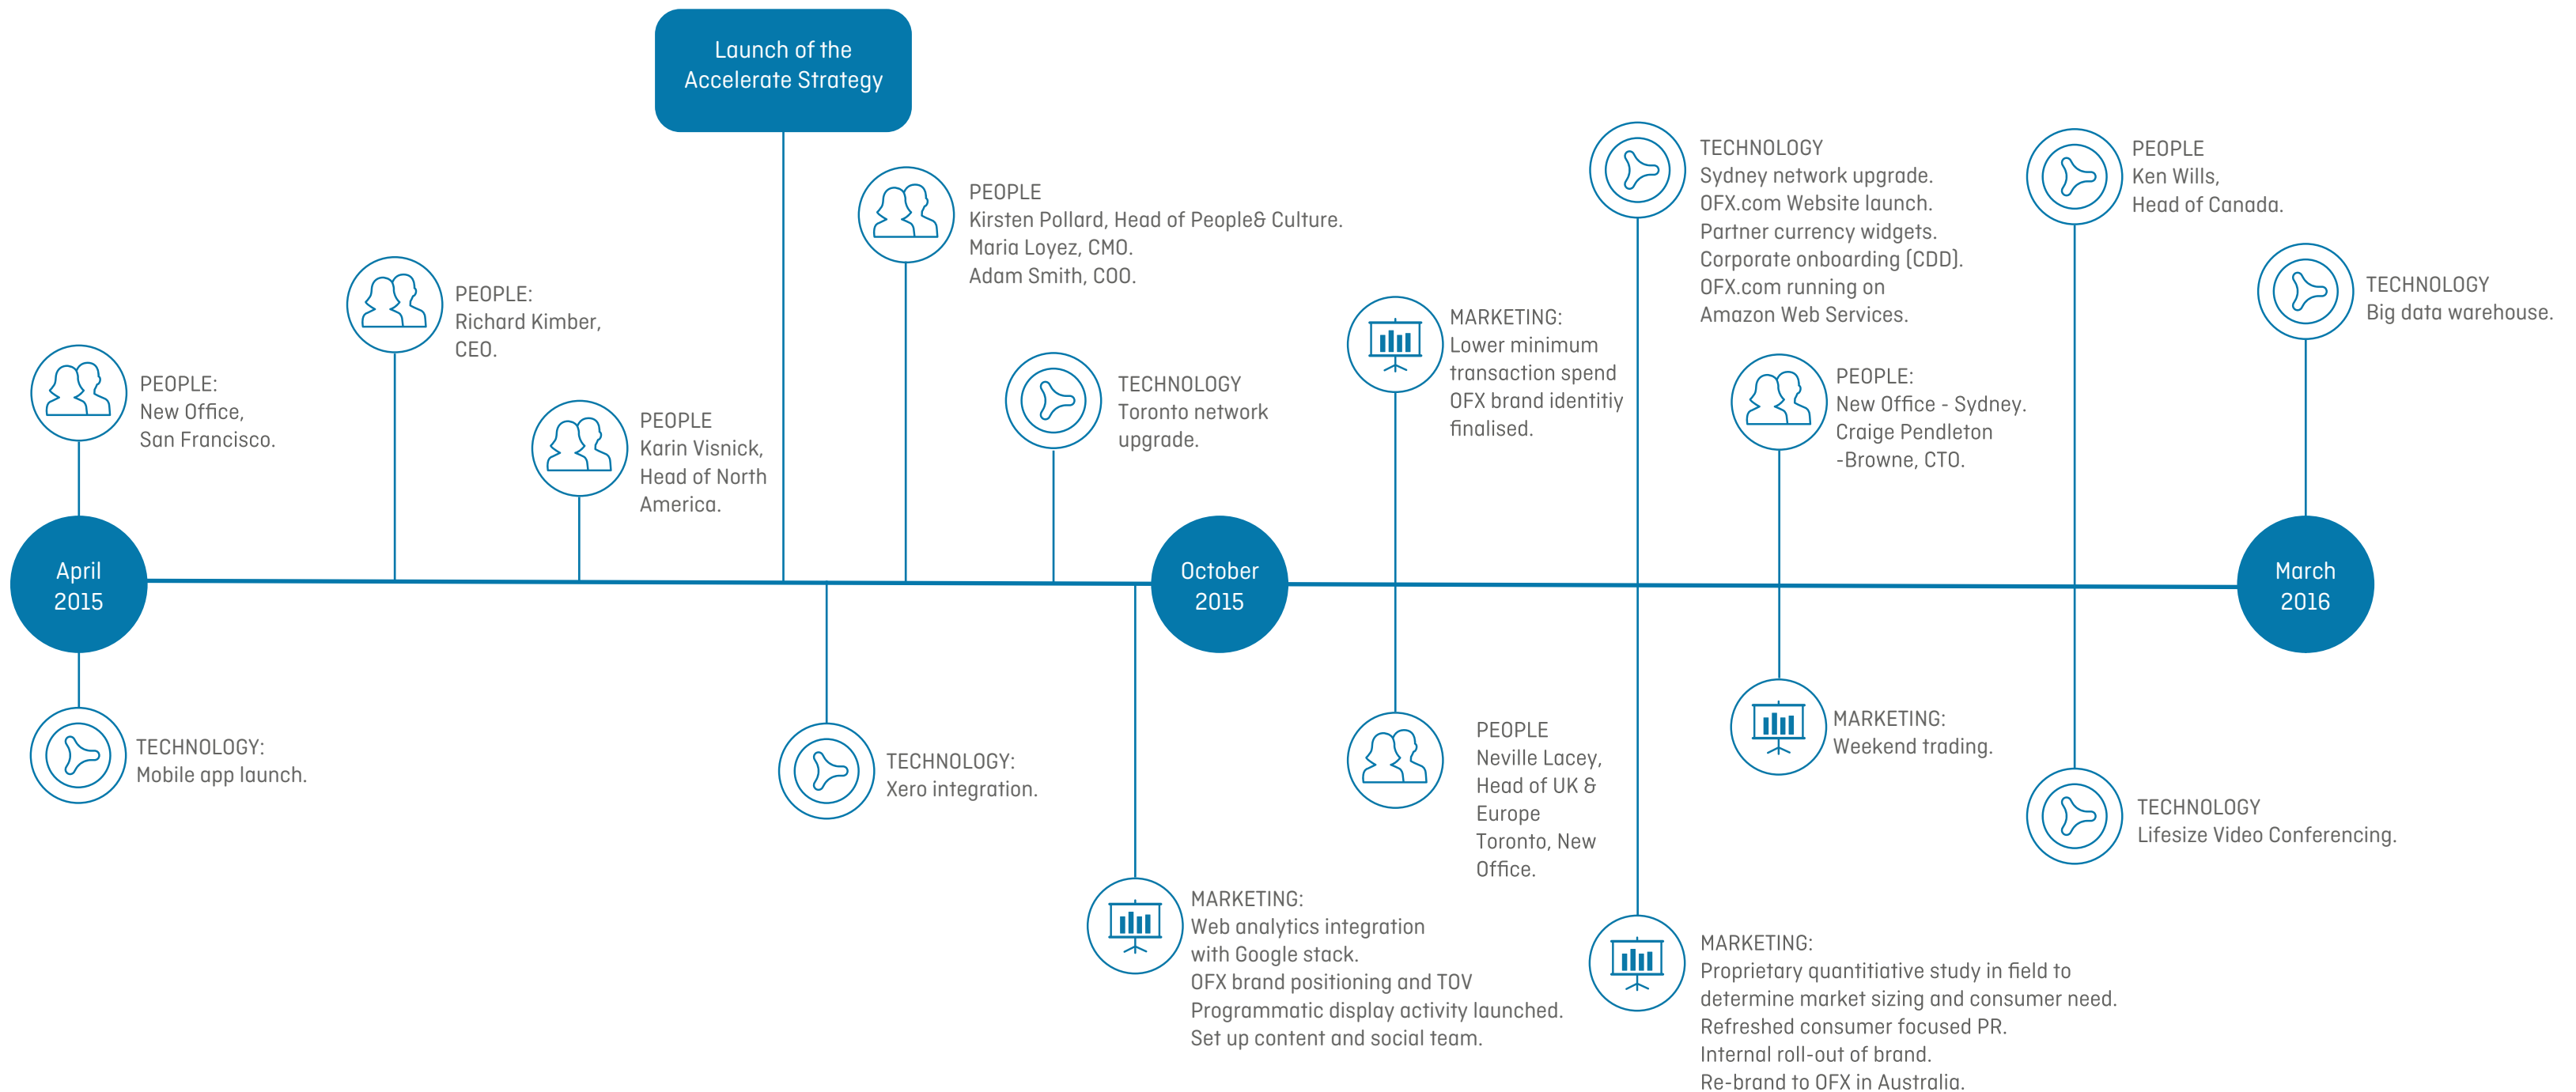 Launch of the
Accelerate Strategy
PEOPLE:
New Office,
San Francisco.
PEOPLE:
Richard Kimber,
CEO.
PEOPLE
Karin Visnick,
Head of North
America.
PEOPLE
Kirsten Pollard, Head of People& Culture.
Maria Loyez, CMO.
Adam Smith, COO.
TECHNOLOGY
Toronto network
upgrade.
MARKETING:
Lower minimum
transaction spend
OFX brand identitiy
finalised.
TECHNOLOGY
Sydney network upgrade.
OFX.com Website launch.
Partner currency widgets.
Corporate onboarding (CDD).
OFX.com running on
Amazon Web Services.
PEOPLE:
New Office - Sydney.
Craige Pendleton
-Browne, CTO.
PEOPLE
Ken Wills,
Head of Canada.
TECHNOLOGY
Big data warehouse.
April
2015
October
2015
March
2016
TECHNOLOGY:
Mobile app launch.
TECHNOLOGY:
Xero integration.
MARKETING:
Web analytics integration
with Google stack.
OFX brand positioning and TOV
Programmatic display activity launched.
Set up content and social team.
PEOPLE
Neville Lacey,
Head of UK &
Europe
Toronto, New
Office.
MARKETING:
Proprietary quantitiative study in field to
determine market sizing and consumer need.
Refreshed consumer focused PR.
Internal roll-out of brand.
Re-brand to OFX in Australia.
MARKETING:
Weekend trading.
TECHNOLOGY
Lifesize Video Conferencing.